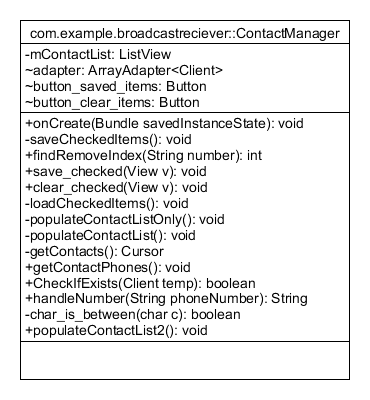 com.example.broadcastreciever::ContactManager
-mContactList: ListView
~adapter: ArrayAdapter<Client>
~button_saved_items: Button
~button_clear_items: Button
+onCreate(Bundle savedInstanceState): void
-saveCheckedItems(): void
+findRemoveIndex(String number): int
+save_checked(View v): void
+clear_checked(View v): void
-loadCheckedItems(): void
-populateContactListOnly(): void
-populateContactList(): void
-getContacts(): Cursor
+getContactPhones(): void
+CheckIfExists(Client temp): boolean
+handleNumber(String phoneNumber): String
-char_is_between(char c): boolean
+populateContactList2(): void